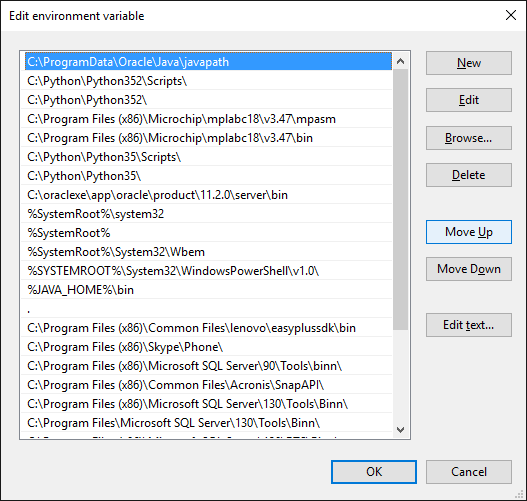 Edit environment variable
C:\ProgramData\Oracle\Java\javapath
C:\Python\Python352\Scripts\
C:\Python\Python352\
C:\Program Files (x86)\Microchip\mplabc18\v3.47\mpasm
C:\Program Files (x86)\Microchip\mplabc18\v3.47\bin
C:\Python\Python35\Scripts\
C:\Python\Python35\
C:\oraclexe\app\oracle\product\11.2.0\server\bin
%SystemRoot%\system32
%SystemRoot%
%SystemRoot%\System32\Wbem
%SYSTEMROOT%\System32\WindowsPowerShell\v1.0\
%JAVA_HOME%\bin
.
C:\Program Files (x86)\Common Files\lenovo\easyplussdk\bin
C:\Program Files (x86)\Skype\Phone\
C:\Program Files (x86)\Microsoft SQL Server\90\Tools\binn\
C:\Program Files (x86)\Common Files\Acronis\SnapAPI\
C:\Program Files (x86)\Microsoft SQL Server\130\Tools\Binn\
C:\Program Files\Microsoft SQL Server\130\Tools\Binn\
New
Edit
Browse...
Delete
Move Up
Move Down
Edit text...
OK
Cancel